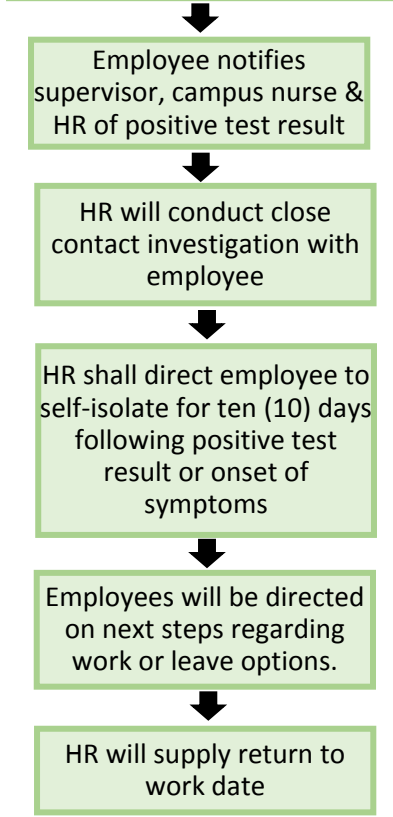 Employee notifies
supervisor, campus nurse &
HR of positive test result
HR will conduct close
contact investigation with
employee
HR shall direct employee to
self-isolate for ten (10) days
following positive test
result or onset of
symptoms
Employees will be directed
on next steps regarding
work or leave options.
HR will supply return to
work date